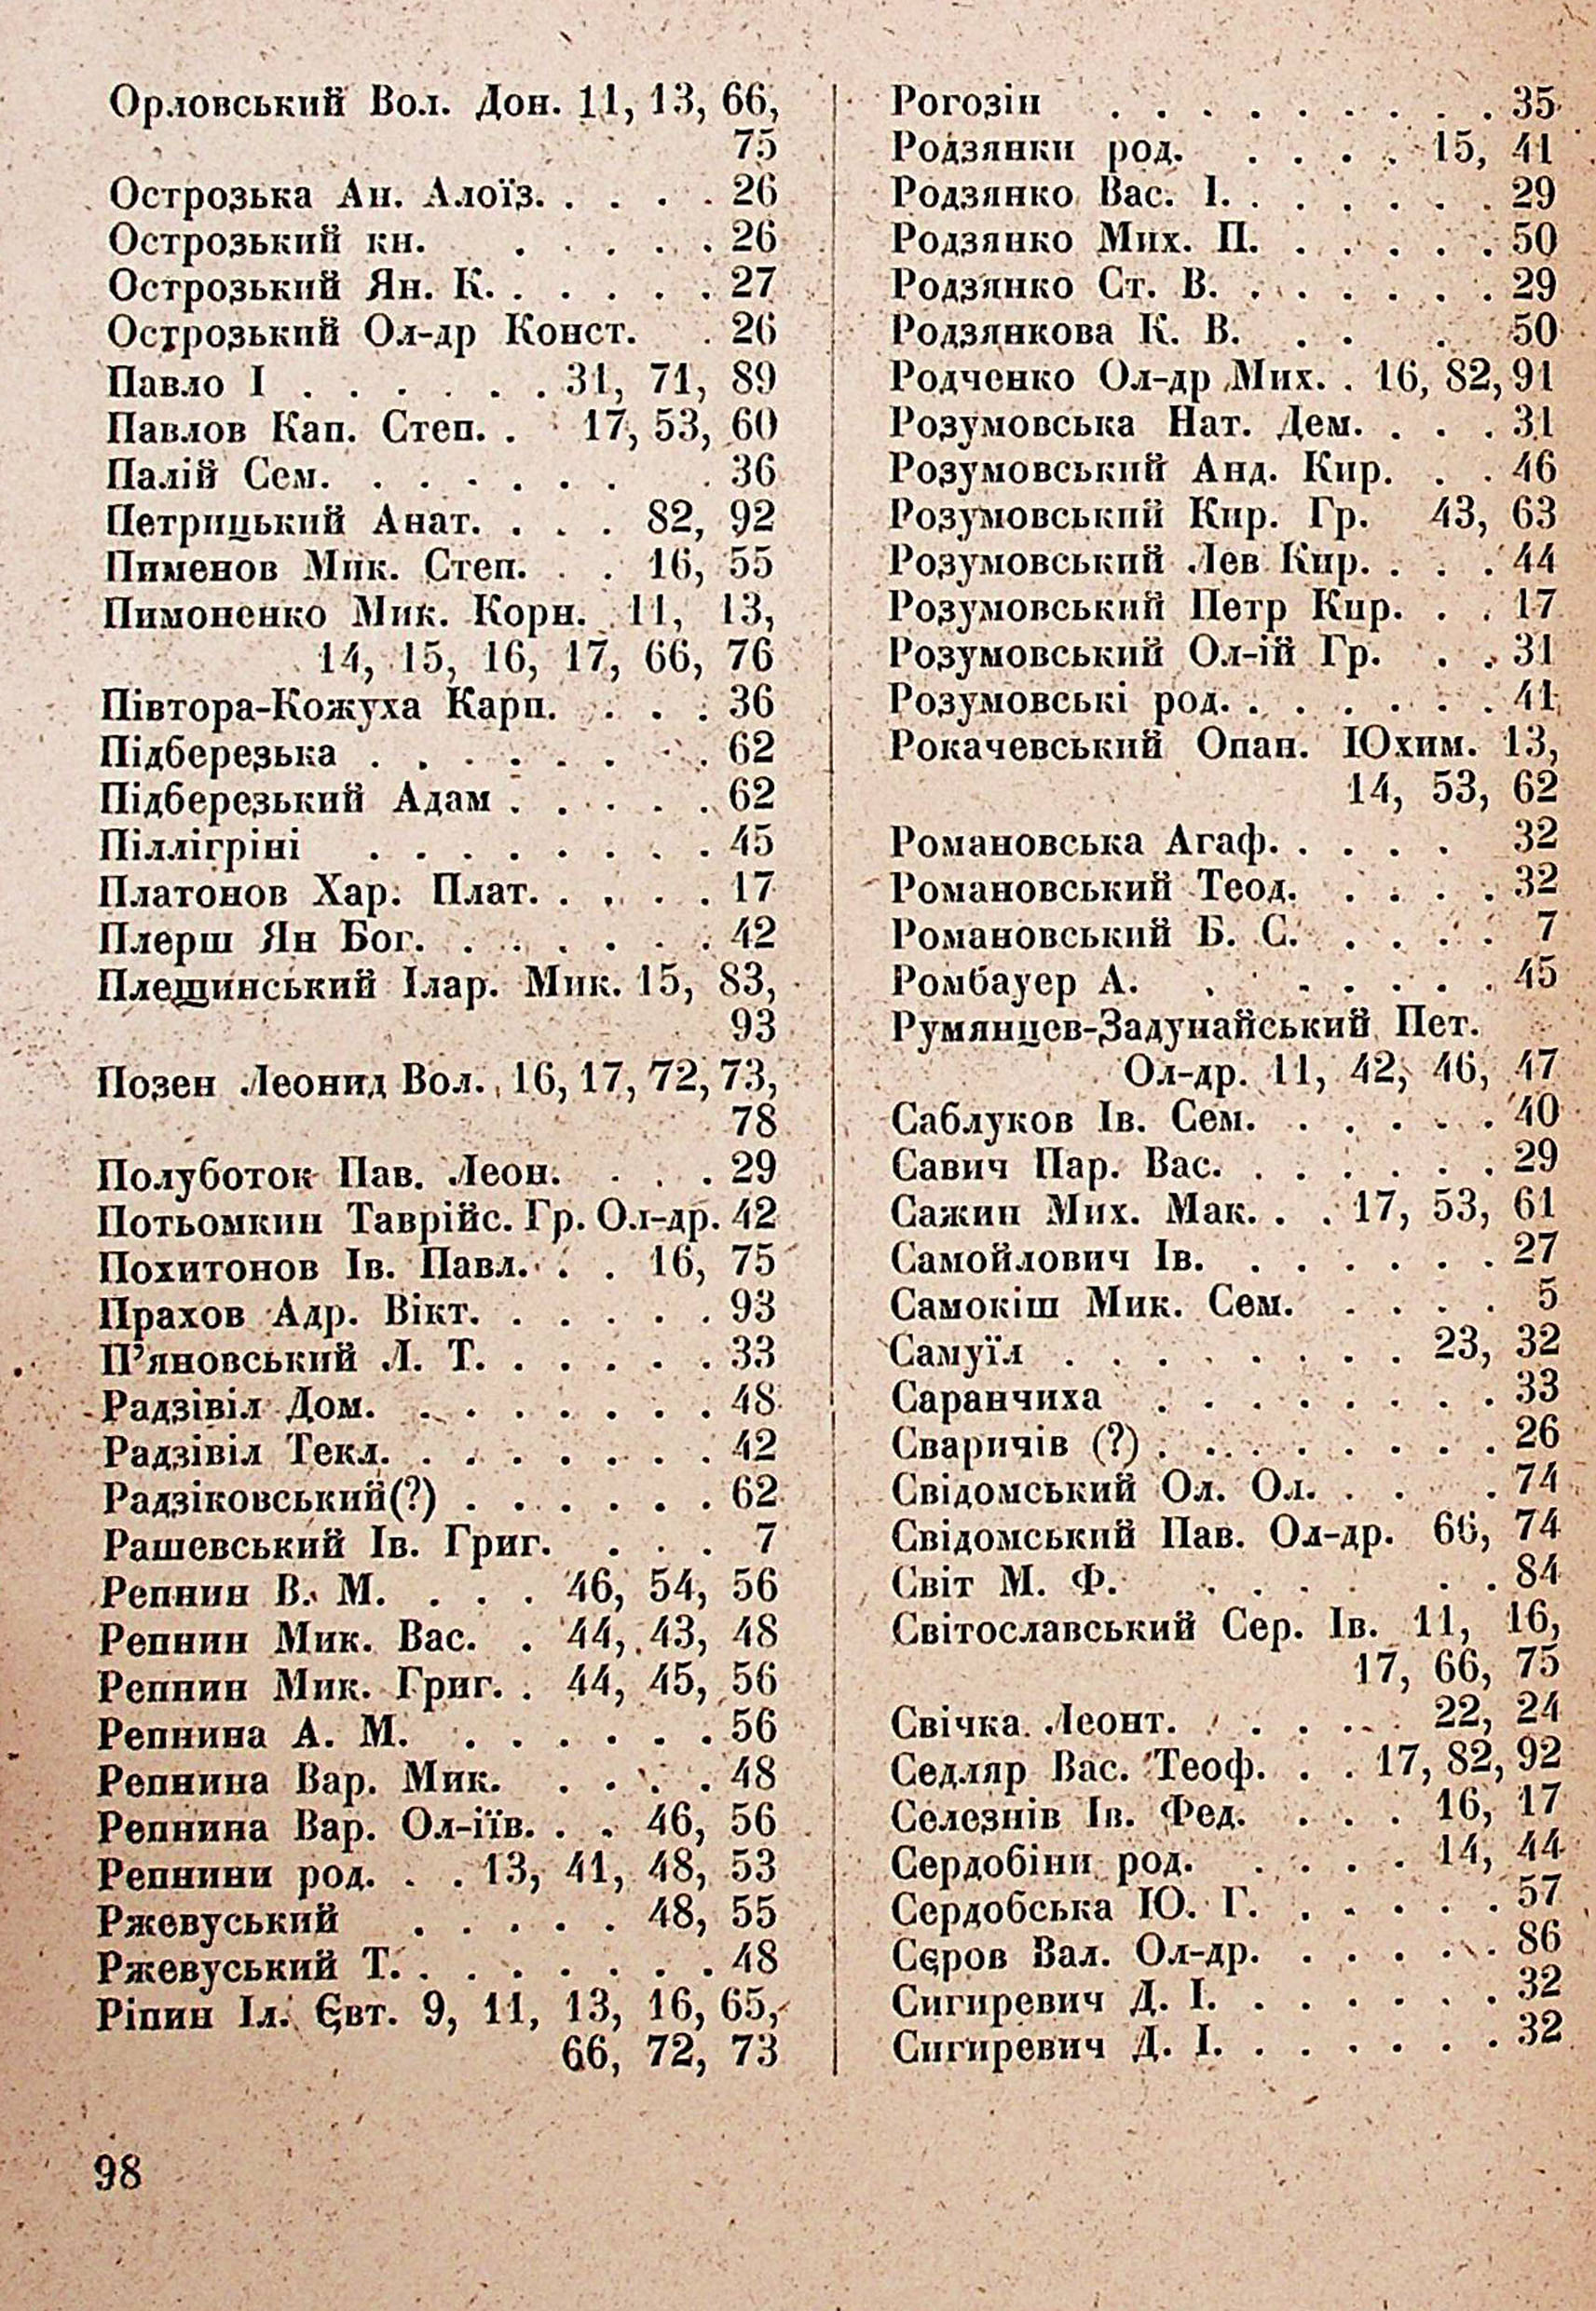 Орловський Вол. Дон. 11, 13, 66,
75
Острозька Ан. Алоїз. . . . . 26
Острозький кн. . . . . . 26
Острозький Ян. К. . . . . . 27
Острозький Ол-др Конст. . 26
Павло І . . . . . . 31, 71, 89
Павлов Кап. Степ. . 17, 53, 60
Палій Сем. . . . . . . . 36
Петрицький Анат. . . . 82, 92
Пименов Мик. Степ. . . 16, 55
Пимоненко Мик. Корн. 11, 13,
14, 15, 16, 17, 66, 76
Півтора-Кожуха Карп. . . . 36
Підберезька . . . . . . . 62
Підберезький Адам . . . . . 62
Піллігріні . . . . . . . . 45
Платонов Хар. Плат. . . . . 17
Плерш Ян Бог. . . . . . . 42
Плещинський Ілар. Мик. 15, 83,
93
Позен Леонид Вол. 16, 17, 72, 73,
78
Полуботок Пав. Леон. . . . 29
Потьомкин Таврійс. Гр. Ол-др. 42
Похитонов Ів. Павл. . . 16, 75
Прахов Адр. Вікт. . . . . . 93
П’яновський Л. Т. . . . . . 33
Радзівіл Дом. . . . . . . . 48
Радзівіл Текл. . . . . . . . 42
Радзіковський(?) . . . . . . 62
Рашевський Ів. Григ. . . . 7
Репнин В. М. . . . 46, 54, 56
Репнин Мик. Вас. . 44, 43, 48
Репнин Мик. Григ. . 44, 45, 56
Репнина А. М. . . . . . . 56
Репнина Вар. Мик. . . . . 48
Репнина Вар. Ол-іїв. . . 46, 56
Репнини род. . . 13, 41, 48, 53
Ржевуський . . . . . 48, 55
Ржевуський Т. . . . . . . . 48
Ріпин Іл. Євт. 9, 11, 13, 16, 65,
66, 72, 73
98
Рогозін . . . . . . . . . 35
Родзянки род. . . . . 15, 41
Родзянко Вас. І. . . . . . . 29
Родзянко Мих. П. . . . . . 50
Родзянко Ст. В. . . . . . . 29
Родзянкова К. В. . . . 50
Родченко Ол-др Мих. . 16, 82, 91
Розумовська Нат. Дем. . . . 31
Розумовський Анд. Кир. . . 46
Розумовський Кир. Гр. 43, 63
Розумовський Лев Кир. . . . 44
Розумовський Петр Кир. . . 17
Розумовський Ол-ій Гр. . . 31
Розумовські род. . . . . . . 41
Рокачевський Опан. Юхим. 13,
14, 53, 62
Романовська Агаф. . . . . 32
Романовський Теод. . . . . 32
Романовський Б. С. . . . . 7
Ромбауер А. . . . . . . 45
Румянцев-Задунайський Пет.
Ол-др. 11, 42, 46, 47
Саблуков Ів. Сем. . . . . . 40
Савич Пар. Вас. . . . . . . 29
Сажин Мих. Мак. . . 17, 53, 61
Самойлович Ів. . . . . . . 27
Самокіш Мик. Сем. . . . . 5
Самуїл . . . . . . . . 23, 32
Саранчиха . . . . . . . . 33
Сваричів (?) . . . . . . . . 26
Свідомський Ол. Ол. . . . 74
Свідомський Пав. Ол-др. 66, 74
Світ М. Ф. . . . . . . 84
Світославський Сер. Ів. 11, 16,
17, 66, 75
Свічка Леонт. . . . . . 22, 24
Седляр Вас. Теоф. . . 17, 82, 92
Селезнів Ів. Фед. . . . 16, 17
Сердобіни род. . . . . 14, 44
Сердобська Ю. Г. . . . . . 57
Сєров Вал. Ол-др. . . . . . 86
Сигиревич Д. І. . . . . . . 32
Сигиревич Д. І. . . . . . . 32